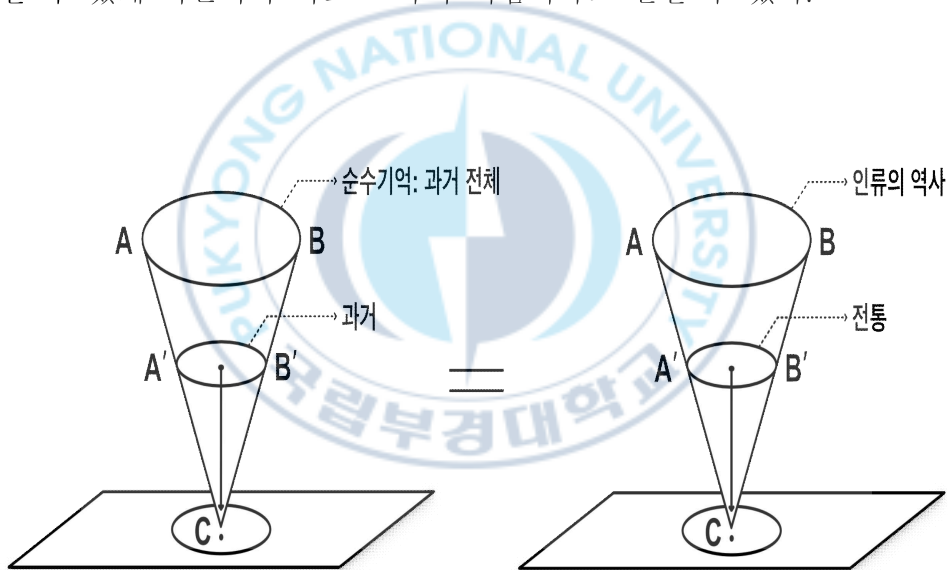 PUKYONG NATIONAL UNIVERSITY
순수기억: 과거 전체
인류의 역사
A B
A B
과거
전통
A′ B′
A′ B′
국립부경대학교
C
C